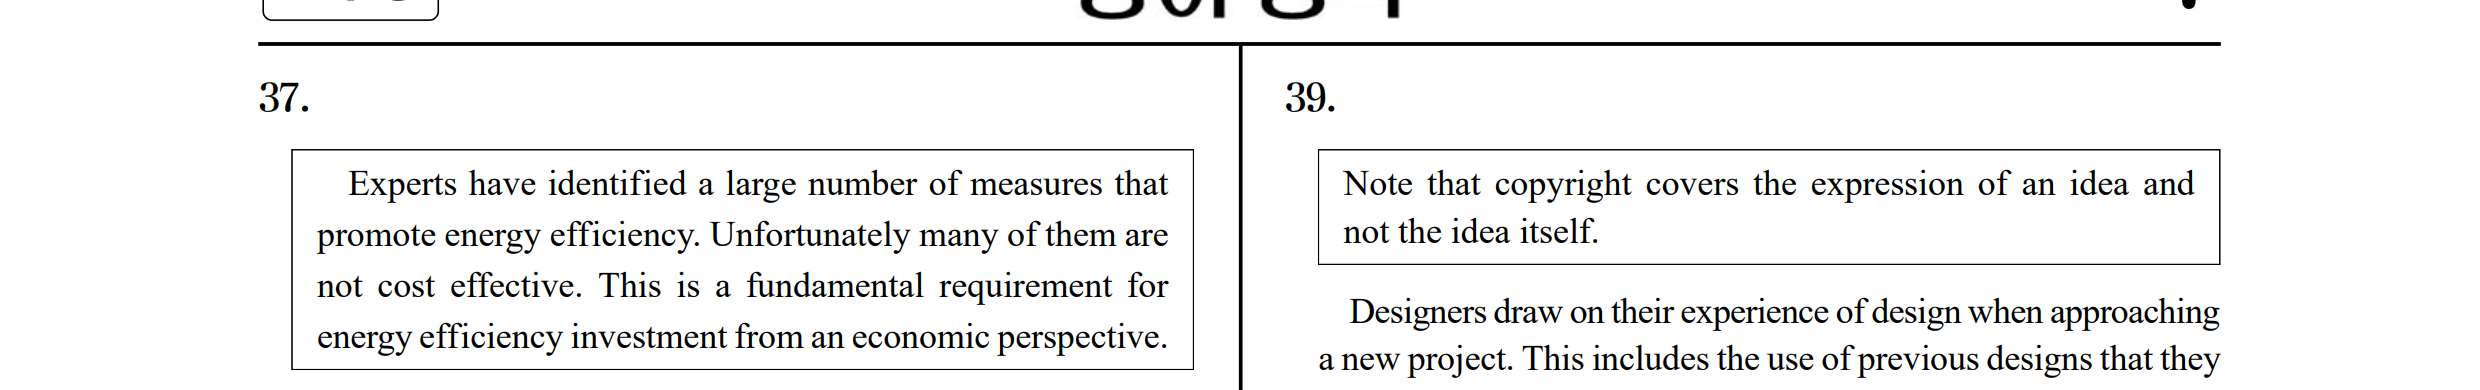 37.
Experts have identified a large number of measures that
promote energy efficiency. Unfortunately many of them are
not cost effective. This is a fundamental requirement for
energy efficiency investment from an economic perspective.
39.
Note that copyright covers the expression of an idea and
not the idea itself.
Designers draw on their experience of design when approaching
a new project. This includes the use of previous designs that they